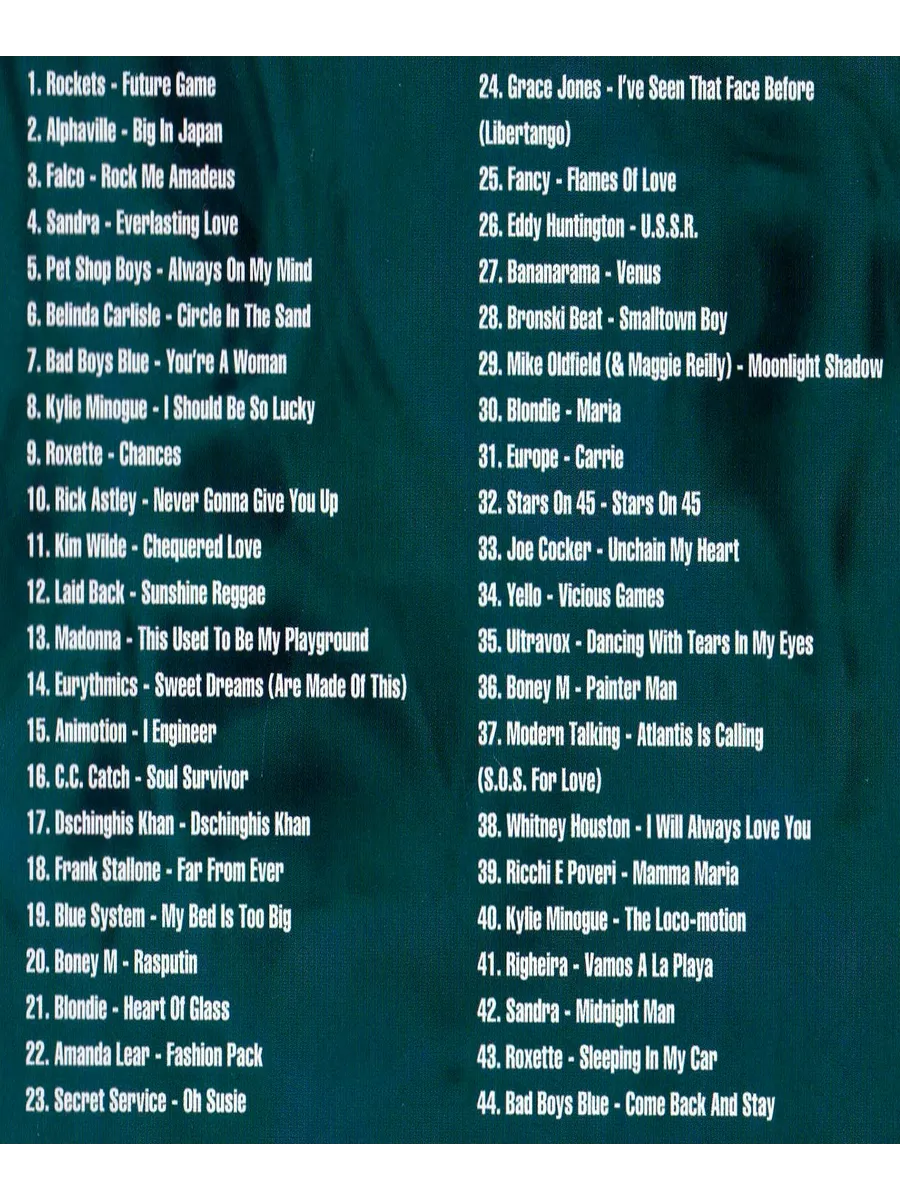 1. Rockets - Future Game
2. Alphaville - Big In Japan
3. Falco - Rock Me Amadeus
4. Sandra - Everlasting Love
5. Pet Shop Boys - Always On My Mind
6. Belinda Carlisle - Circle In The Sand
7. Bad Boys Blue - You're A Woman
8. Kylie Minogue - I Should Be So Lucky
9. Roxette - Chances
10. Rick Astley - Never Gonna Give You Up
11. Kim Wilde - Chequered Love
12. Laid Back - Sunshine Reggae
13. Madonna - This Used To Be My Playground
14. Eurythmics - Sweet Dreams (Are Made Of This)
15. Animotion - I Engineer
16. C.C. Catch - Soul Survivor
17. Dschinghis Khan - Dschinghis Khan
18. Frank Stallone - Far From Ever
19. Blue System - My Bed Is Too Big
20. Boney M - Rasputin
21. Blondie - Heart Of Glass
22. Amanda Lear - Fashion Pack
23. Secret Service - Oh Susie
24. Grace Jones - I've Seen That Face Before
(Libertango)
25. Fancy - Flames Of Love
26. Eddy Huntington - U.S.S.R.
27. Bananarama - Venus
28. Bronski Beat - Smalltown Boy
29. Mike Oldfield (& Maggie Reilly) - Moonlight Shadow
30. Blondie - Maria
31. Europe - Carrie
32. Stars On 45 - Stars On 45
33. Joe Cocker - Unchain My Heart
34. Yello - Vicious Games
35. Ultravox - Dancing With Tears In My Eyes
36. Boney M - Painter Man
37. Modern Talking - Atlantis Is Calling
(S.O.S. For Love)
38. Whitney Houston - I Will Always Love You
39. Ricchi E Poveri - Mamma Maria
40. Kylie Minogue - The Loco-motion
41. Righeira - Vamos A La Playa
42. Sandra - Midnight Man
43. Roxette - Sleeping In My Car
44. Bad Boys Blue - Come Back And Stay